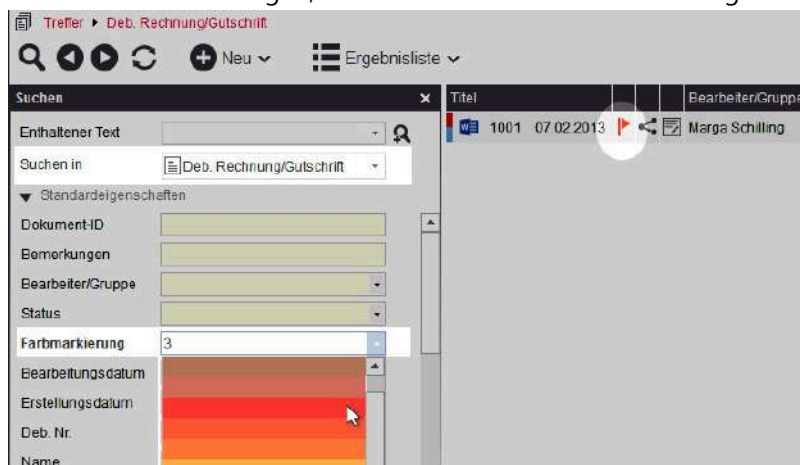 Treffer ▸ Deb. Rechnung/Gutschrift
Neu
Ergebnisliste
Suchen
Titel
Bearbeiter/Gruppe
Enthaltener Text
1001 07.02.2013
Marga Schilling
Suchen in
Deb. Rechnung/Gutschrift
Standardeigenschaften
Dokument-ID
Bemerkungen
Bearbeiter/Gruppe
Status
Farbmarkierung 3
Bearbeitungsdatum
Erstellungsdatum
Deb. Nr.
Name